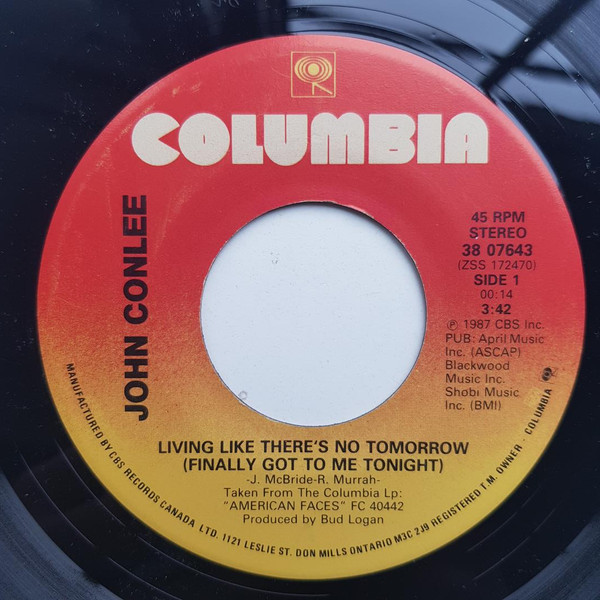 COLUMBIA
JOHN CONLEE
45 RPM
STEREO
38 07643
(ZSS 172470)
SIDE 1
00:14
3:42
℗ 1987 CBS Inc.
PUB: April Music
Inc. (ASCAP)
Blackwood
Music Inc.
Shobi Music
Inc. (BMI)
LIVING LIKE THERE'S NO TOMORROW
(FINALLY GOT TO ME TONIGHT)
-J. McBride-R. Murrah-
Taken From The Columbia Lp:
"AMERICAN FACES" FC 40442
Produced by Bud Logan
MANUFACTURED BY CBS RECORDS CANADA LTD. 1121 LESLIE ST. DON MILLS ONTARIO M3C 2J9 REGISTERED T.M. OWNER - COLUMBIA